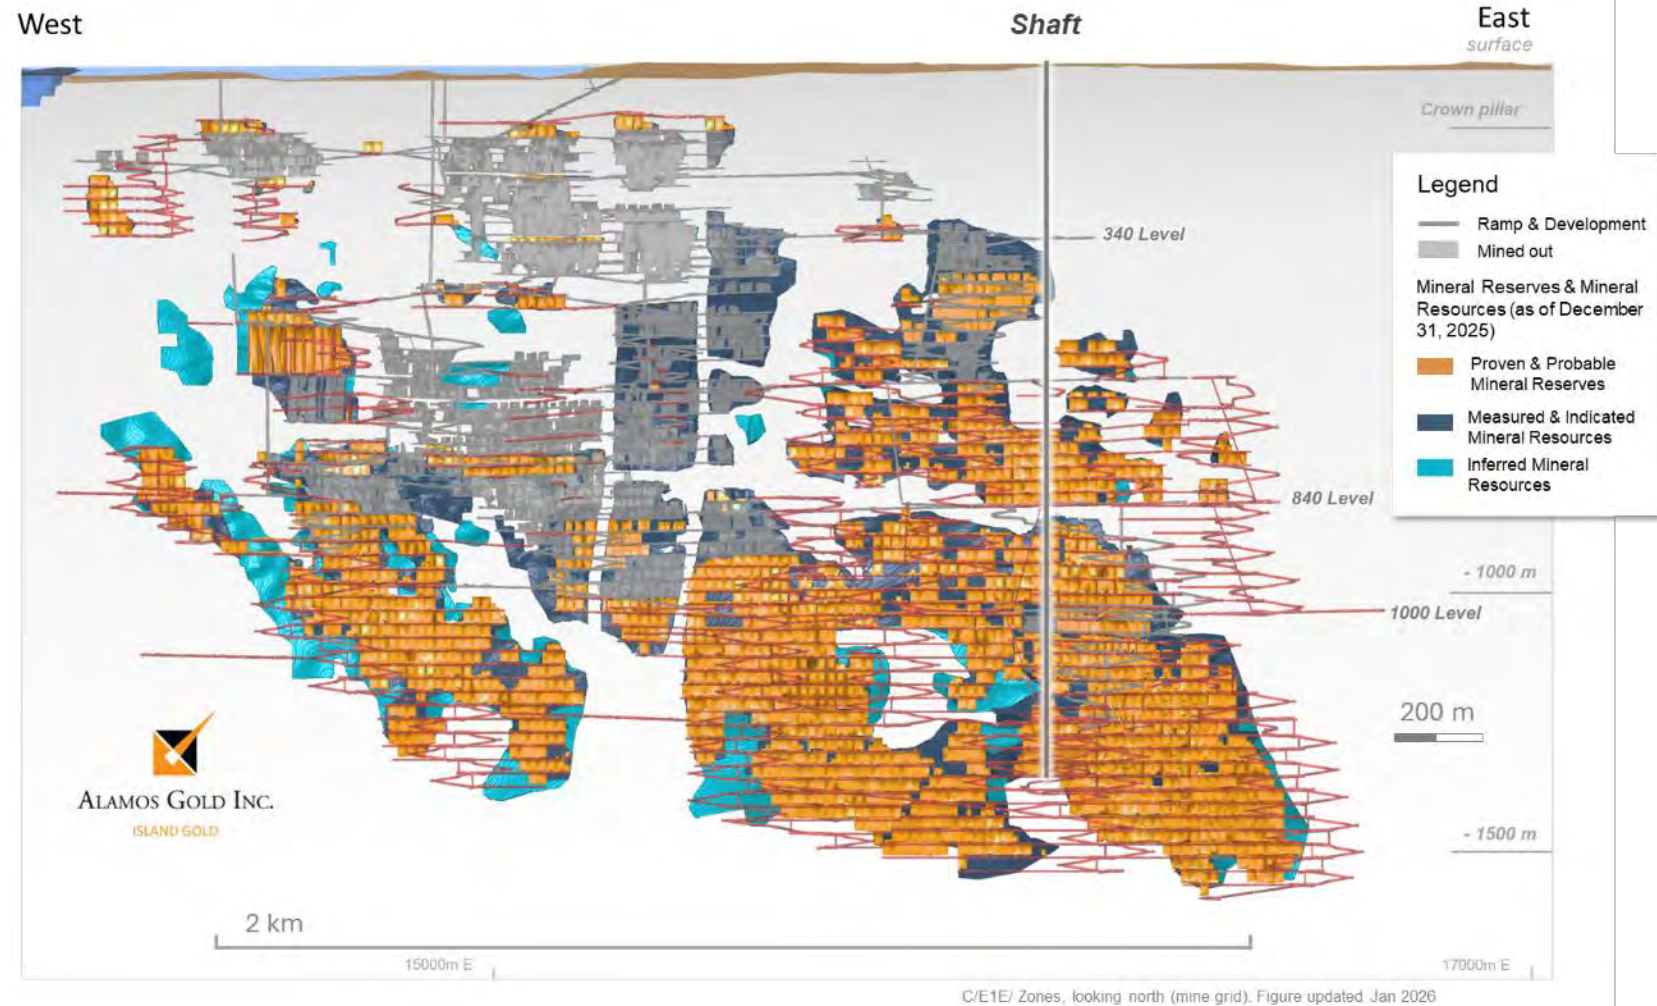 West
Shaft
East
surface
Crown pillar
Legend
Ramp & Development
Mined out
Mineral Reserves & Mineral
Resources (as of December
31, 2025)
Proven & Probable
Mineral Reserves
Measured & Indicated
Mineral Resources
Inferred Mineral
Resources
340 Level
840 Level
- 1000 m
1000 Level
200 m
- 1500 m
ALAMOS GOLD INC.
ISLAND GOLD
2 km
15000m E
17000m E
C/E1E/ Zones, looking north (mine grid). Figure updated Jan 2026